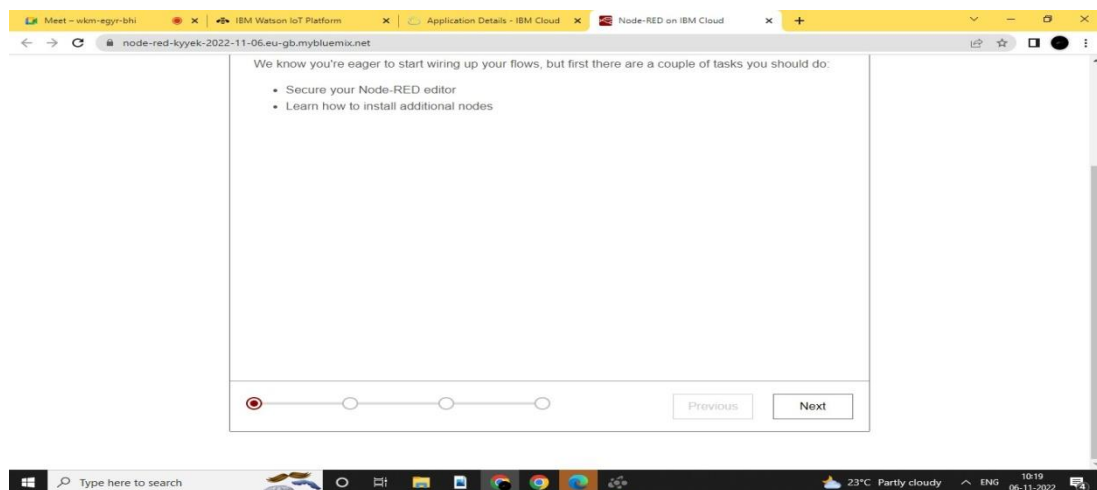 Meet – wkm-egyr-bhi
IBM Watson IoT Platform
Application Details - IBM Cloud
Node-RED on IBM Cloud
node-red-kyyek-2022-11-06.eu-gb.mybluemix.net
We know you're eager to start wiring up your flows, but first there are a couple of tasks you should do:
• Secure your Node-RED editor
• Learn how to install additional nodes
Previous
Next
Type here to search
23°C Partly cloudy
ENG
10:19
06-11-2022
4